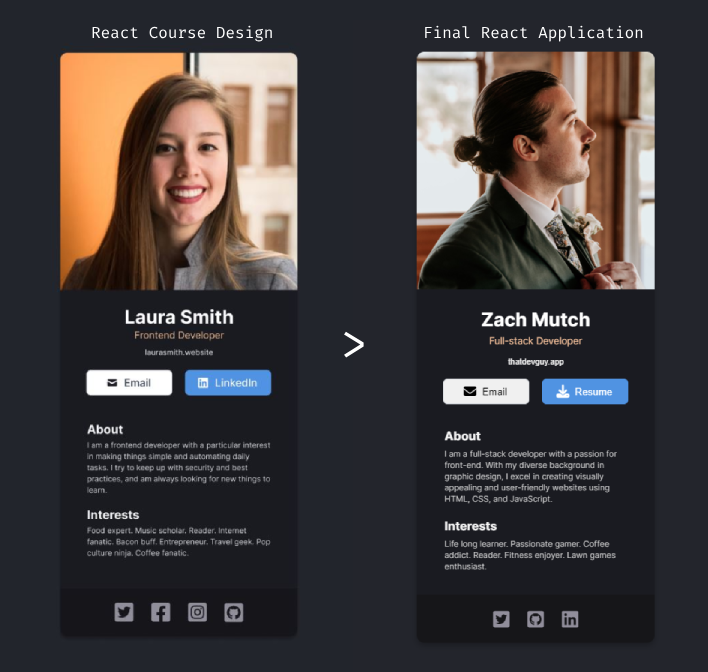 React Course Design
Final React Application
Laura Smith
Frontend Developer
laurasmith.website
Email
LinkedIn
About
I am a frontend developer with a particular interest
in making things simple and automating daily
tasks. I try to keep up with security and best
practices, and am always looking for new things to
learn.
Interests
Food expert. Music scholar. Reader. Internet
fanatic. Bacon buff. Entrepreneur. Travel geek. Pop
culture ninja. Coffee fanatic.
>
Zach Mutch
Full-stack Developer
thatdevguy.app
Email
Resume
About
I am a full-stack developer with a passion for
front-end. With my diverse background in
graphic design, I excel in creating visually
appealing and user-friendly websites using
HTML, CSS, and JavaScript.
Interests
Life long learner. Passionate gamer. Coffee
addict. Reader. Fitness enjoyer. Lawn games
enthusiast.